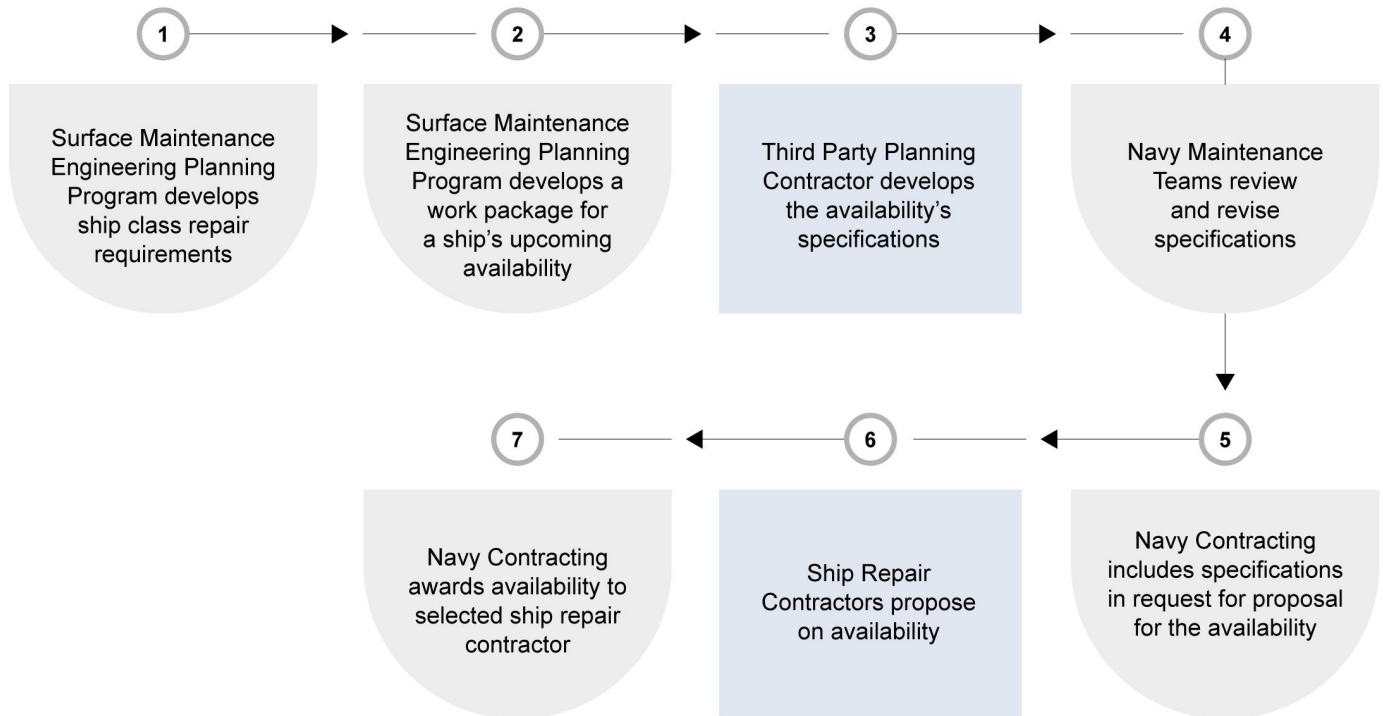 1
2
3
4
Surface Maintenance
Engineering Planning
Program develops
ship class repair
requirements
Surface Maintenance
Engineering Planning
Program develops a
work package for
a ship's upcoming
availability
Third Party Planning
Contractor develops
the availability's
specifications
Navy Maintenance
Teams review
and revise
specifications
7
6
5
Navy Contracting
awards availability to
selected ship repair
contractor
Ship Repair
Contractors propose
on availability
Navy Contracting
includes specifications
in request for proposal
for the availability